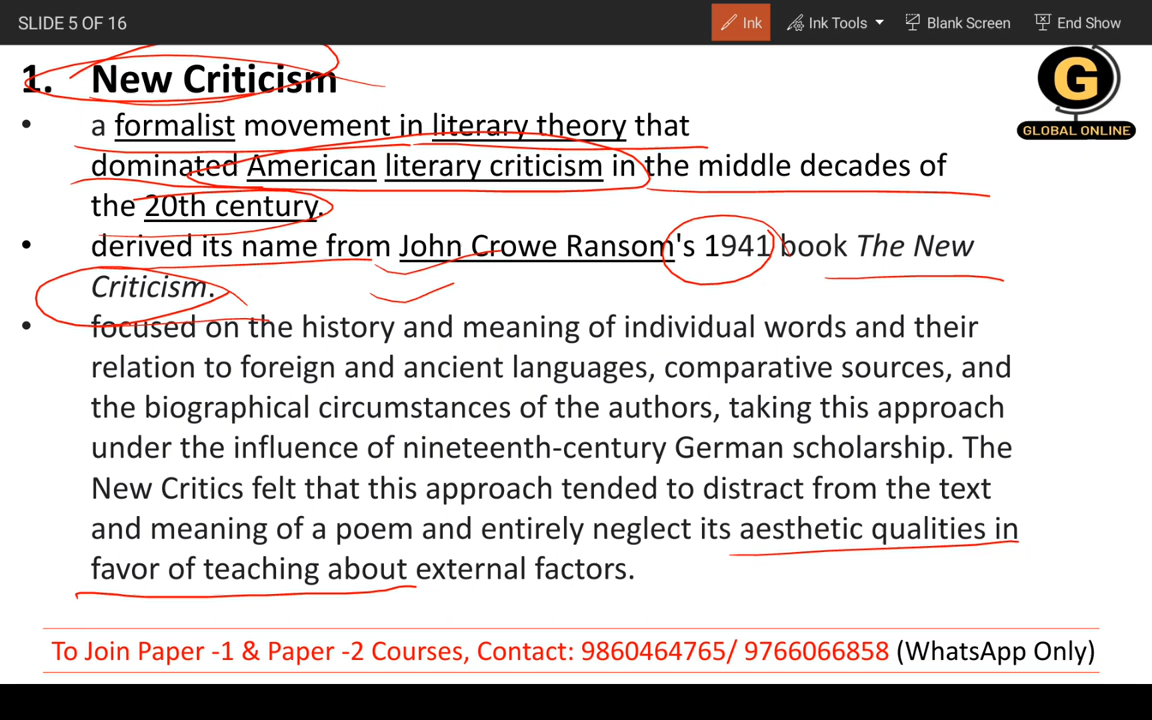 SLIDE 5 OF 16
Ink
Ink Tools
Blank Screen
End Show
1. New Criticism
G
GLOBAL ONLINE
• a formalist movement in literary theory that
dominated American literary criticism in the middle decades of
the 20th century.
• derived its name from John Crowe Ransom's 1941 book The New
Criticism.
• focused on the history and meaning of individual words and their
relation to foreign and ancient languages, comparative sources, and
the biographical circumstances of the authors, taking this approach
under the influence of nineteenth-century German scholarship. The
New Critics felt that this approach tended to distract from the text
and meaning of a poem and entirely neglect its aesthetic qualities in
favor of teaching about external factors.
To Join Paper -1 & Paper -2 Courses, Contact: 9860464765/ 9766066858 (WhatsApp Only)